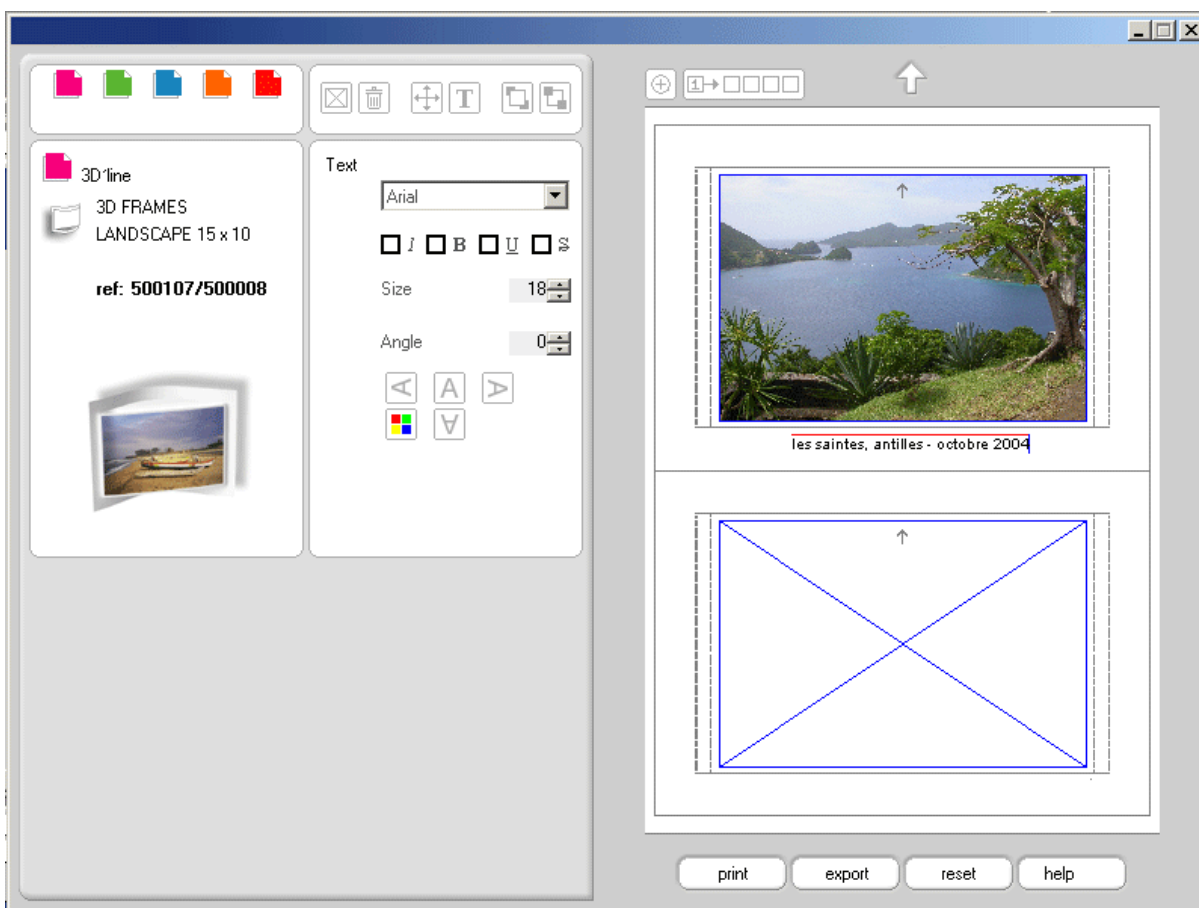 1
3D´line
3D FRAMES
LANDSCAPE 15 x 10
ref: 500107/500008
T
Text
Arial
I B U S
Size 18
Angle 0
A A A
A
les saintes, antilles - octobre 2004
print export reset help